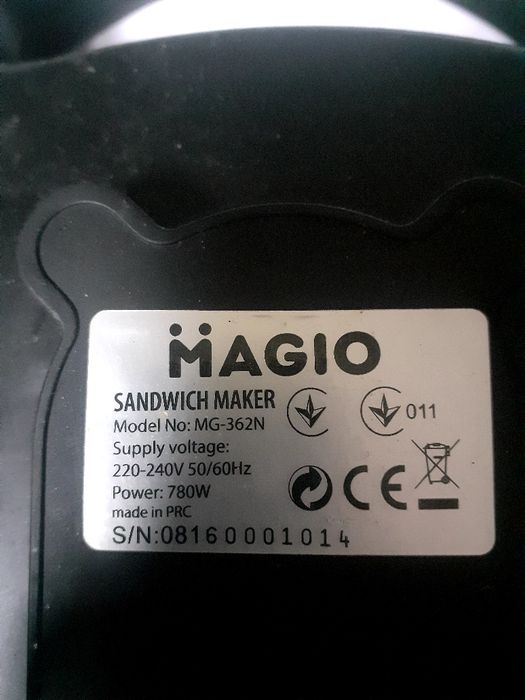 MAGIO
SANDWICH MAKER
Model No: MG-362N
011
Supply voltage:
220-240V 50/60Hz
Power: 780W
made in PRC
CE
S/N:08160001014